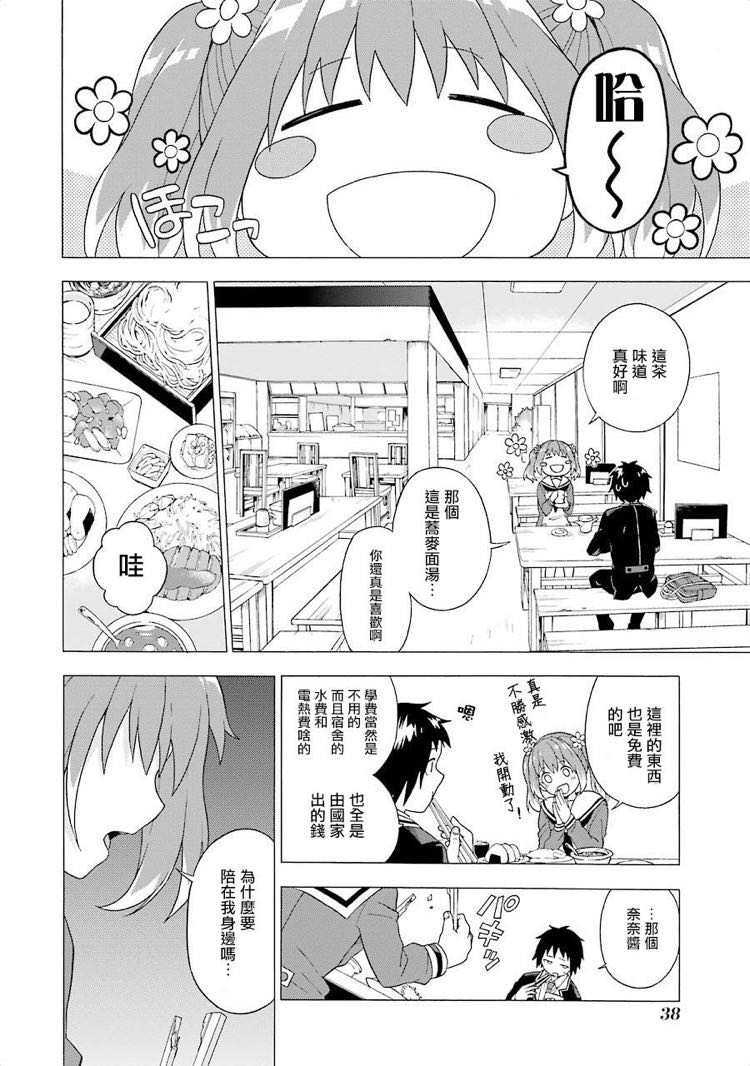 哈～
ほこっ
這茶
味道
真好啊
那個
這是蕎麥面湯…
你還真是喜歡啊
哇
這裡的東西
也是免費
的吧
真是
不勝感激
我開動了！
嗯
學費當然是
不用的
而且宿舍的
水費和
電熱費啥的
也全是
由國家
出的錢
…那個
奈奈醬
パキッ
為什麼要
陪在我身邊嗎…
38